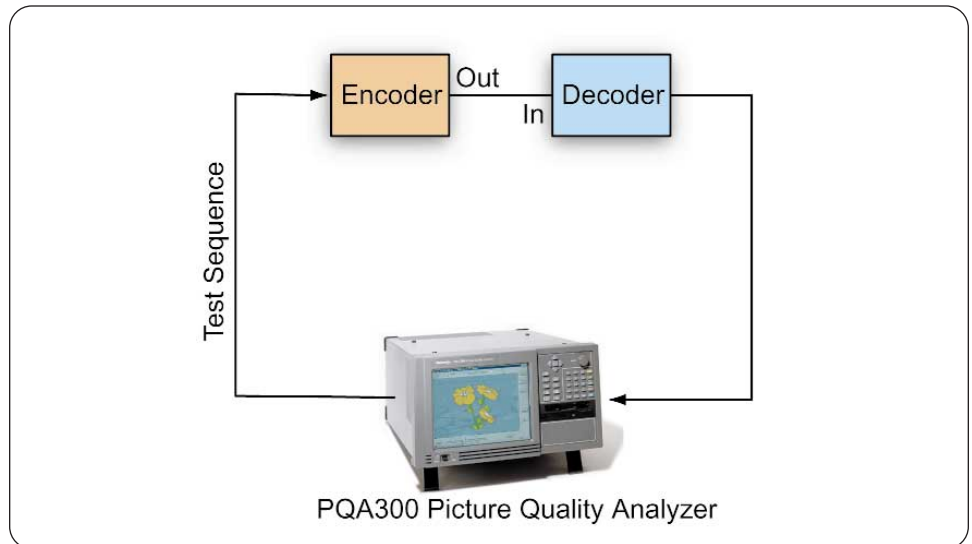 Encoder
Out
In
Decoder
Test Sequence
PQA300 Picture Quality Analyzer